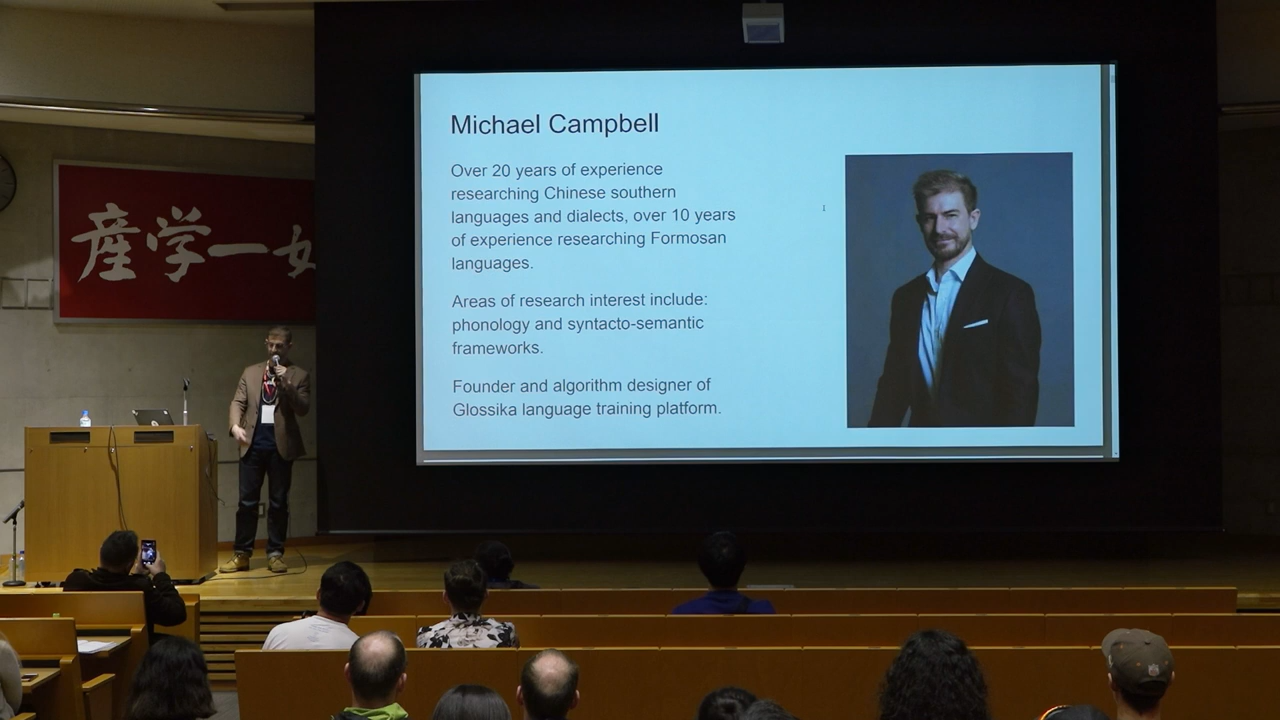 Michael Campbell
Over 20 years of experience
researching Chinese southern
languages and dialects, over 10 years
of experience researching Formosan
languages.
Areas of research interest include:
phonology and syntacto-semantic
frameworks.
Founder and algorithm designer of
Glossika language training platform.
産学一如